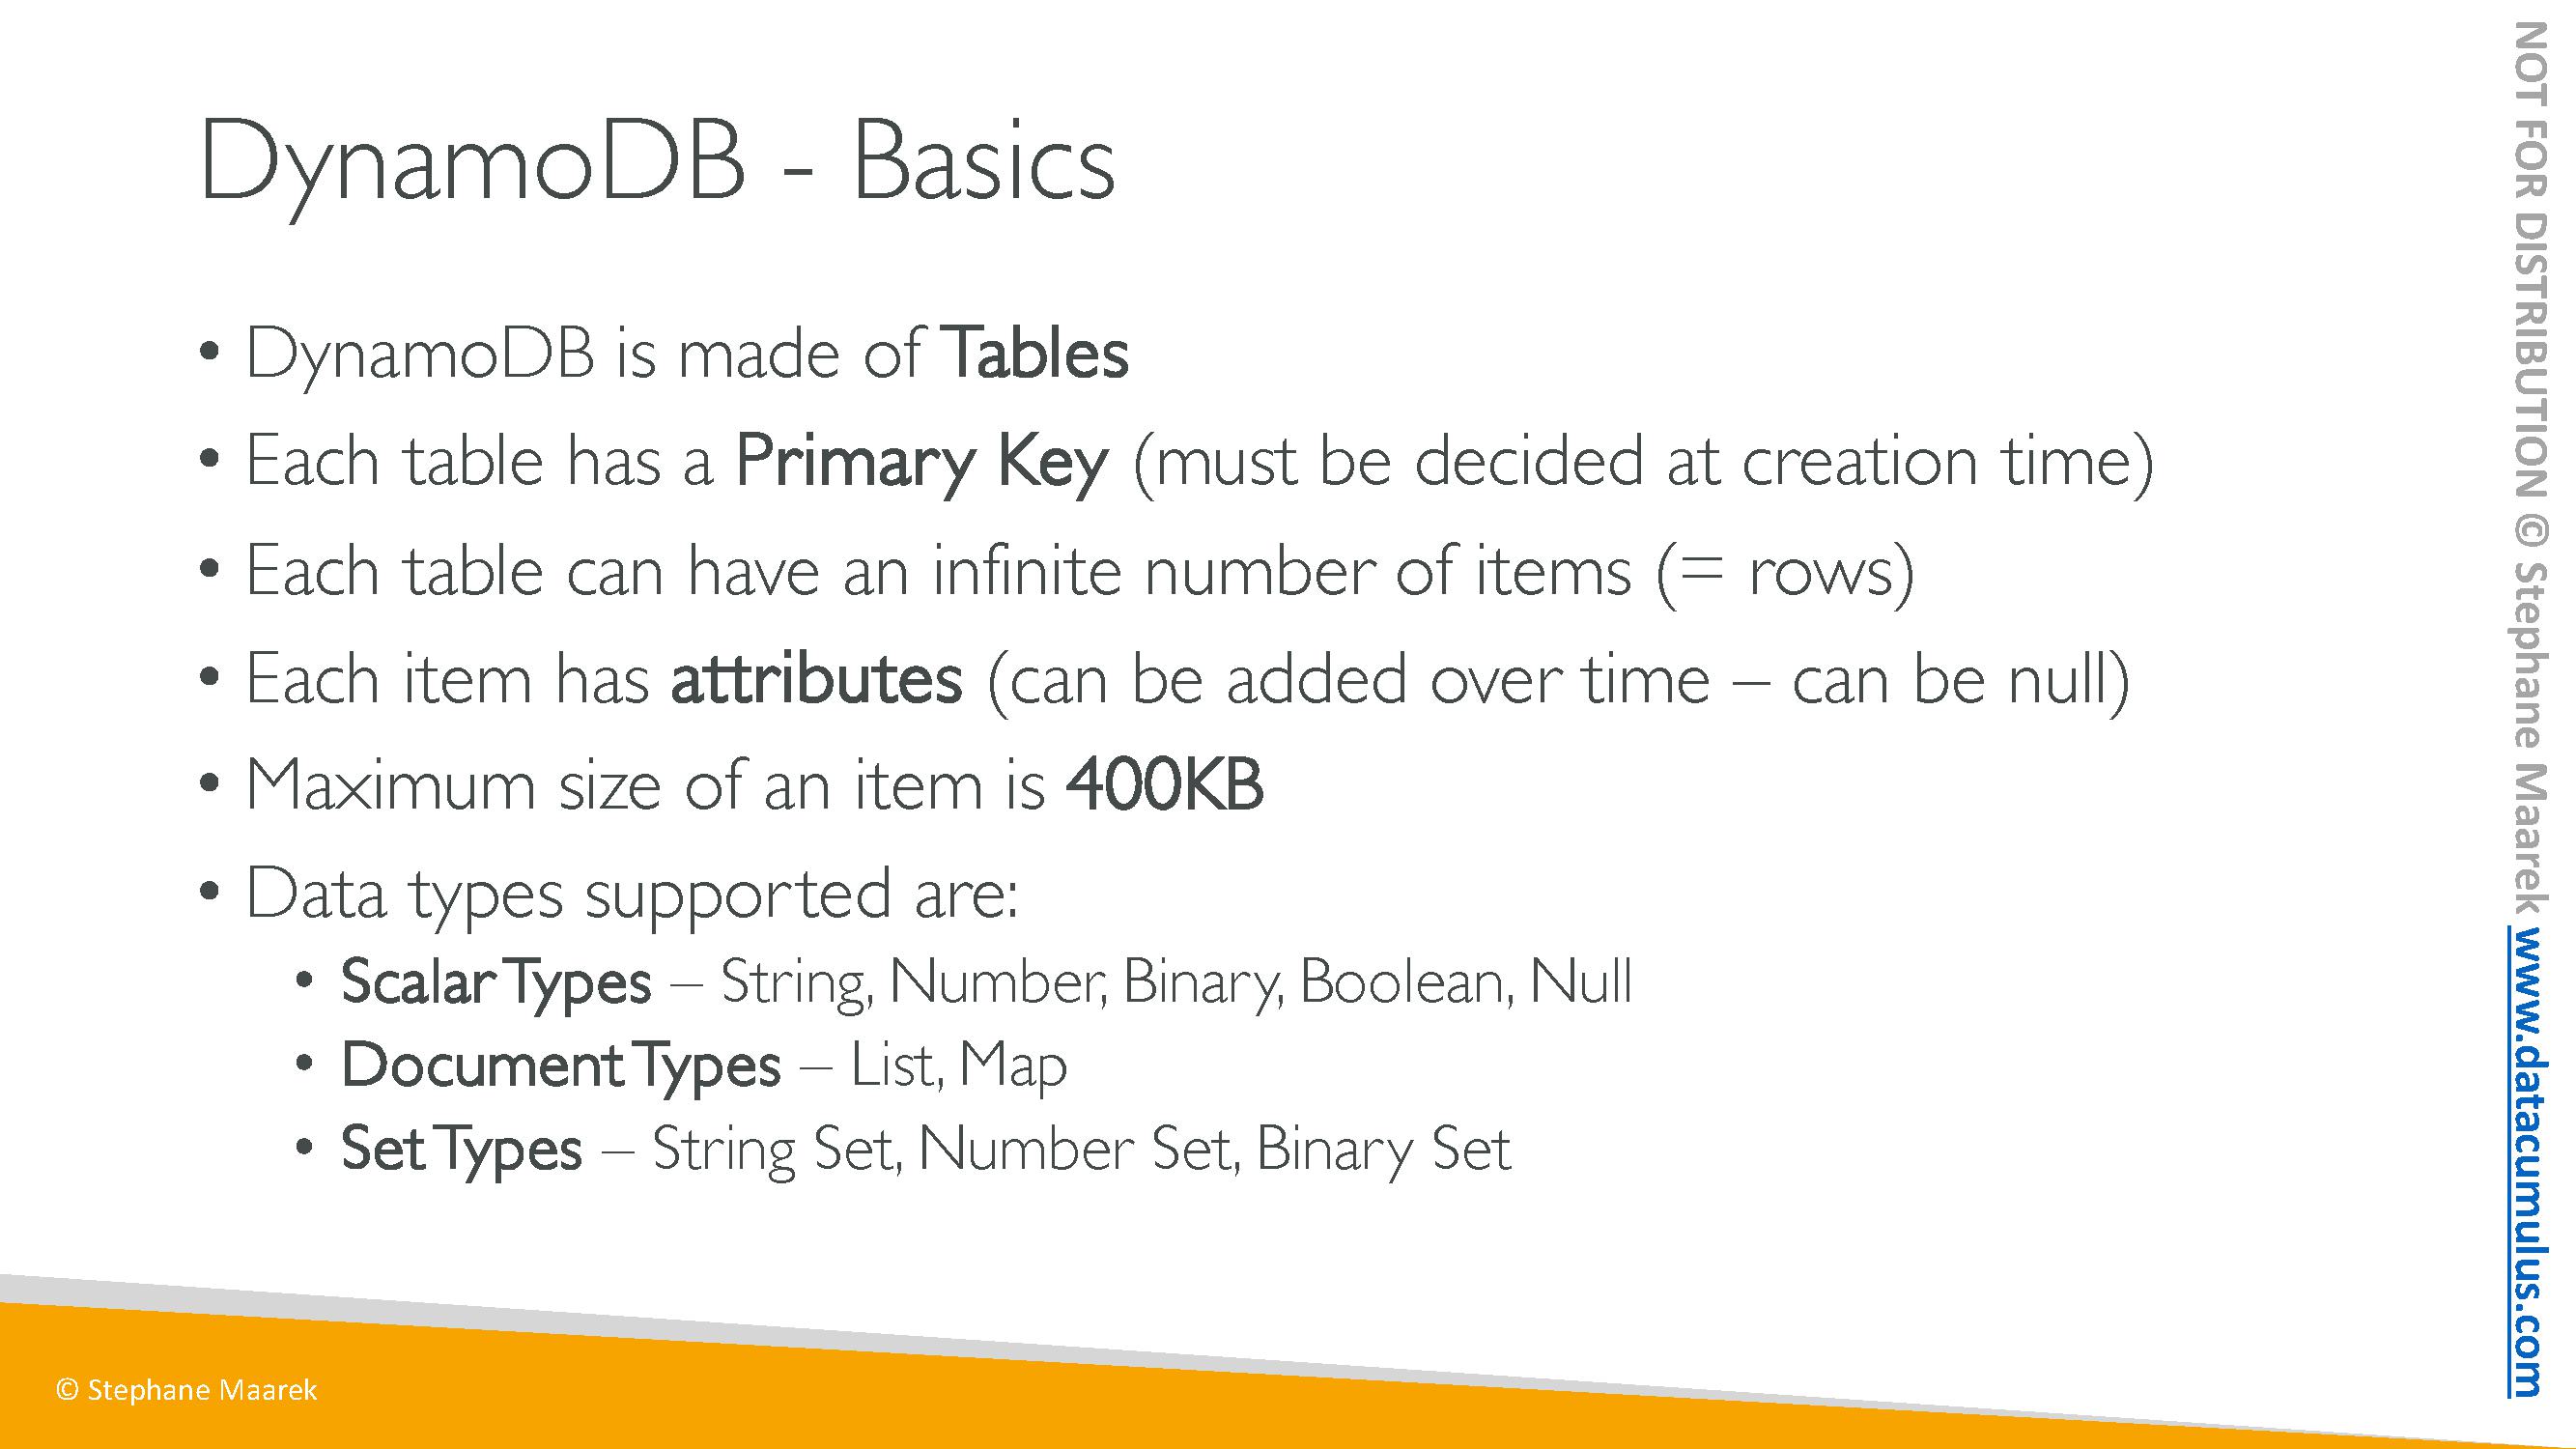 DynamoDB - Basics
• DynamoDB is made of Tables
• Each table has a Primary Key (must be decided at creation time)
• Each table can have an infinite number of items (= rows)
• Each item has attributes (can be added over time – can be null)
• Maximum size of an item is 400KB
• Data types supported are:
• Scalar Types – String, Number, Binary, Boolean, Null
• Document Types – List, Map
• Set Types – String Set, Number Set, Binary Set
© Stephane Maarek
NOT FOR DISTRIBUTION © Stephane Maarek www.datacumulus.com